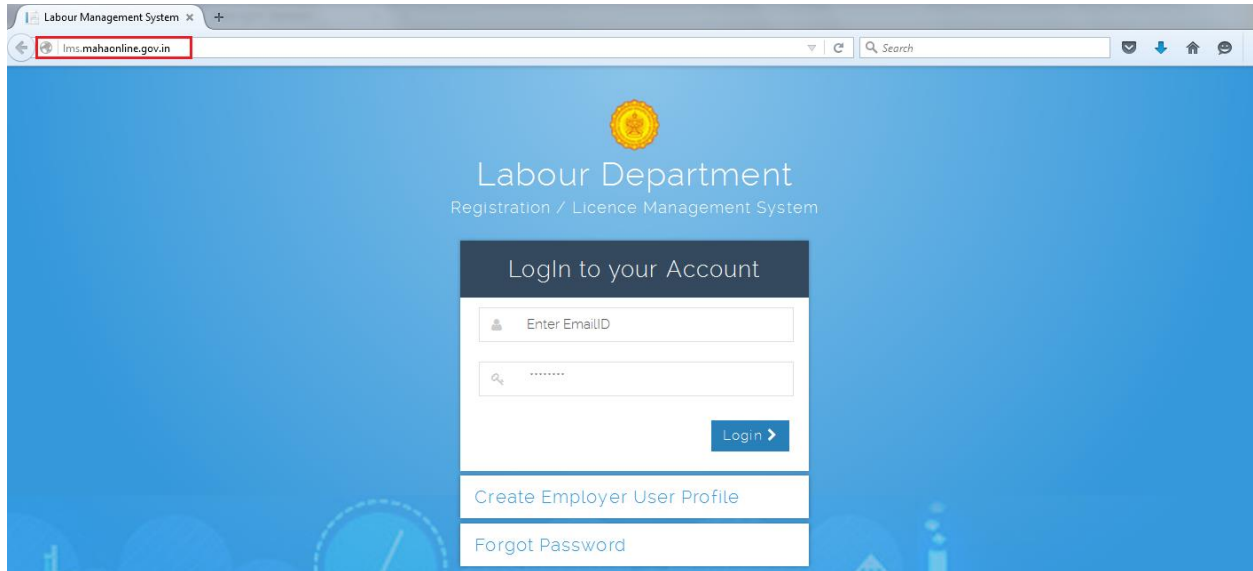 Labour Management System × +
lms.mahaonline.gov.in
Search
Labour Department
Registration / Licence Management System
LogIn to your Account
Enter EmailID
Login
Create Employer User Profile
Forgot Password